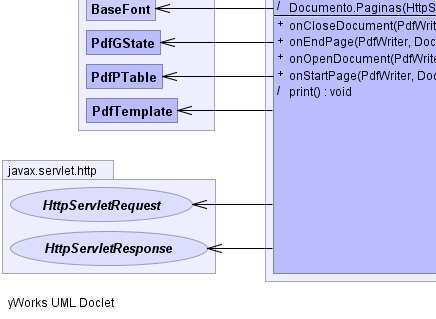 BaseFont
PdfGState
PdfPTable
PdfTemplate
/ Documento.Paginas(HttpS
+ onCloseDocument(PdfWrit
+ onEndPage(PdfWriter, Doc
+ onOpenDocument(PdfWrit
+ onStartPage(PdfWriter, Doc
/ print() : void
javax.servlet.http
HttpServletRequest
HttpServletResponse
yWorks UML Doclet